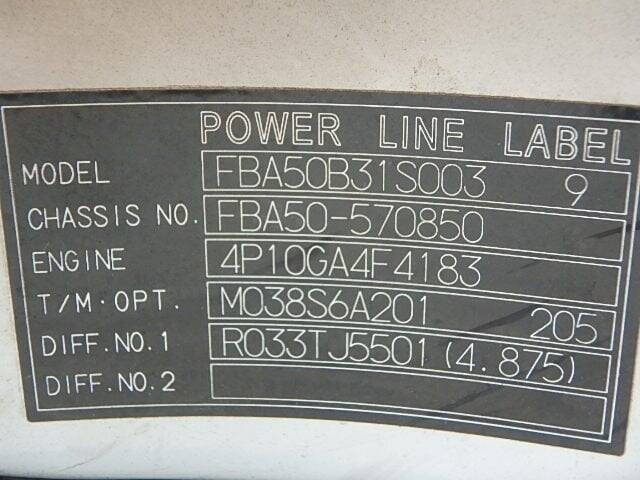 POWER LINE LABEL
MODEL FBA50B31S003 9
CHASSIS NO. FBA50-570850
ENGINE 4P10GA4F4183
T/M·OPT. M038S6A201 205
DIFF.NO.1 R033TJ5501(4.875)
DIFF.NO.2